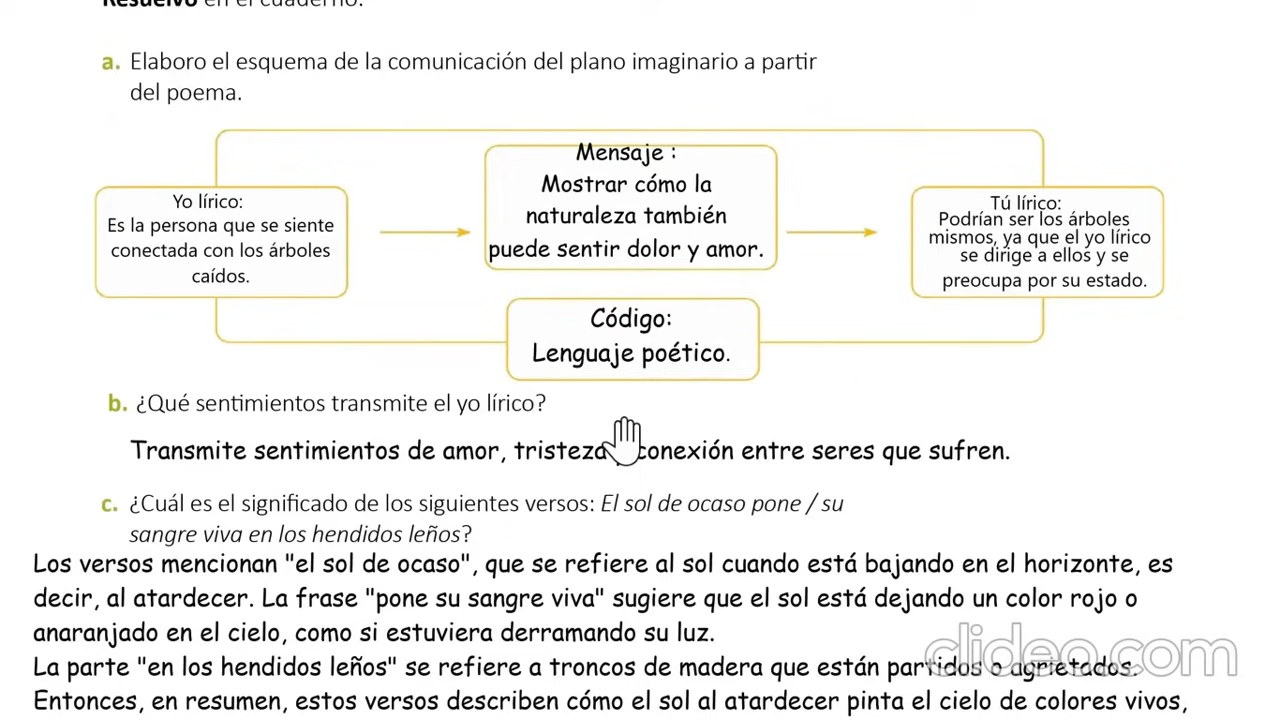 Resuelvo en el cuaderno.
a. Elaboro el esquema de la comunicación del plano imaginario a partir
del poema.
Yo lírico:
Es la persona que se siente
conectada con los árboles
caídos.
Mensaje :
Mostrar cómo la
naturaleza también
puede sentir dolor y amor.
Tú lírico:
Podrían ser los árboles
mismos, ya que el yo lírico
se dirige a ellos y se
preocupa por su estado.
Código:
Lenguaje poético.
b. ¿Qué sentimientos transmite el yo lírico?
Transmite sentimientos de amor, tristeza conexión entre seres que sufren.
c. ¿Cuál es el significado de los siguientes versos: El sol de ocaso pone / su
sangre viva en los hendidos leños?
Los versos mencionan "el sol de ocaso", que se refiere al sol cuando está bajando en el horizonte, es
decir, al atardecer. La frase "pone su sangre viva" sugiere que el sol está dejando un color rojo o
anaranjado en el cielo, como si estuviera derramando su luz.
La parte "en los hendidos leños" se refiere a troncos de madera que están partidos o agrietados.
Entonces, en resumen, estos versos describen cómo el sol al atardecer pinta el cielo de colores vivos,
clideo.com